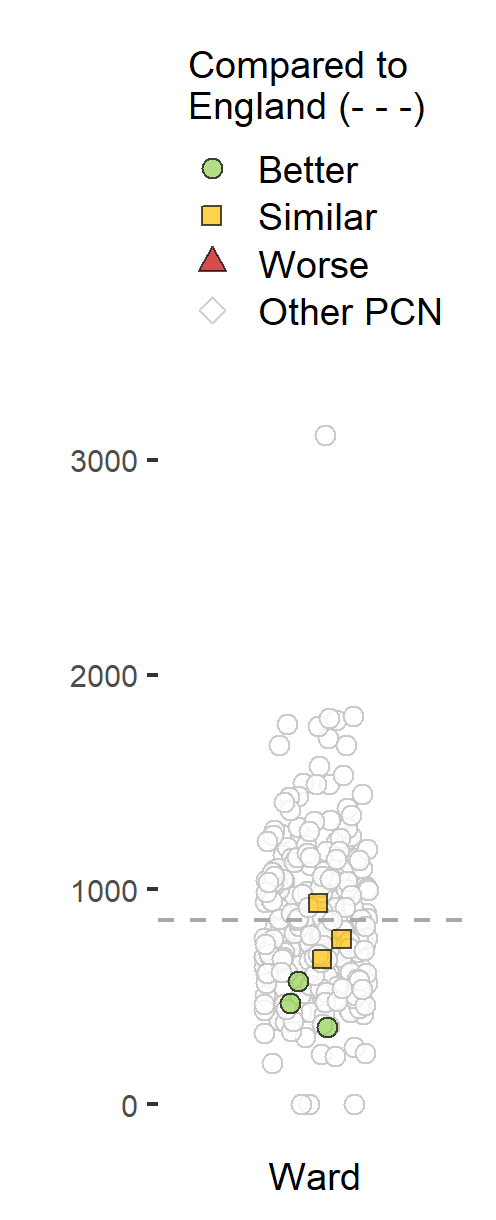 Compared to
England (- - -)
Better
Similar
Worse
Other PCN
3000
2000
1000
0
Ward